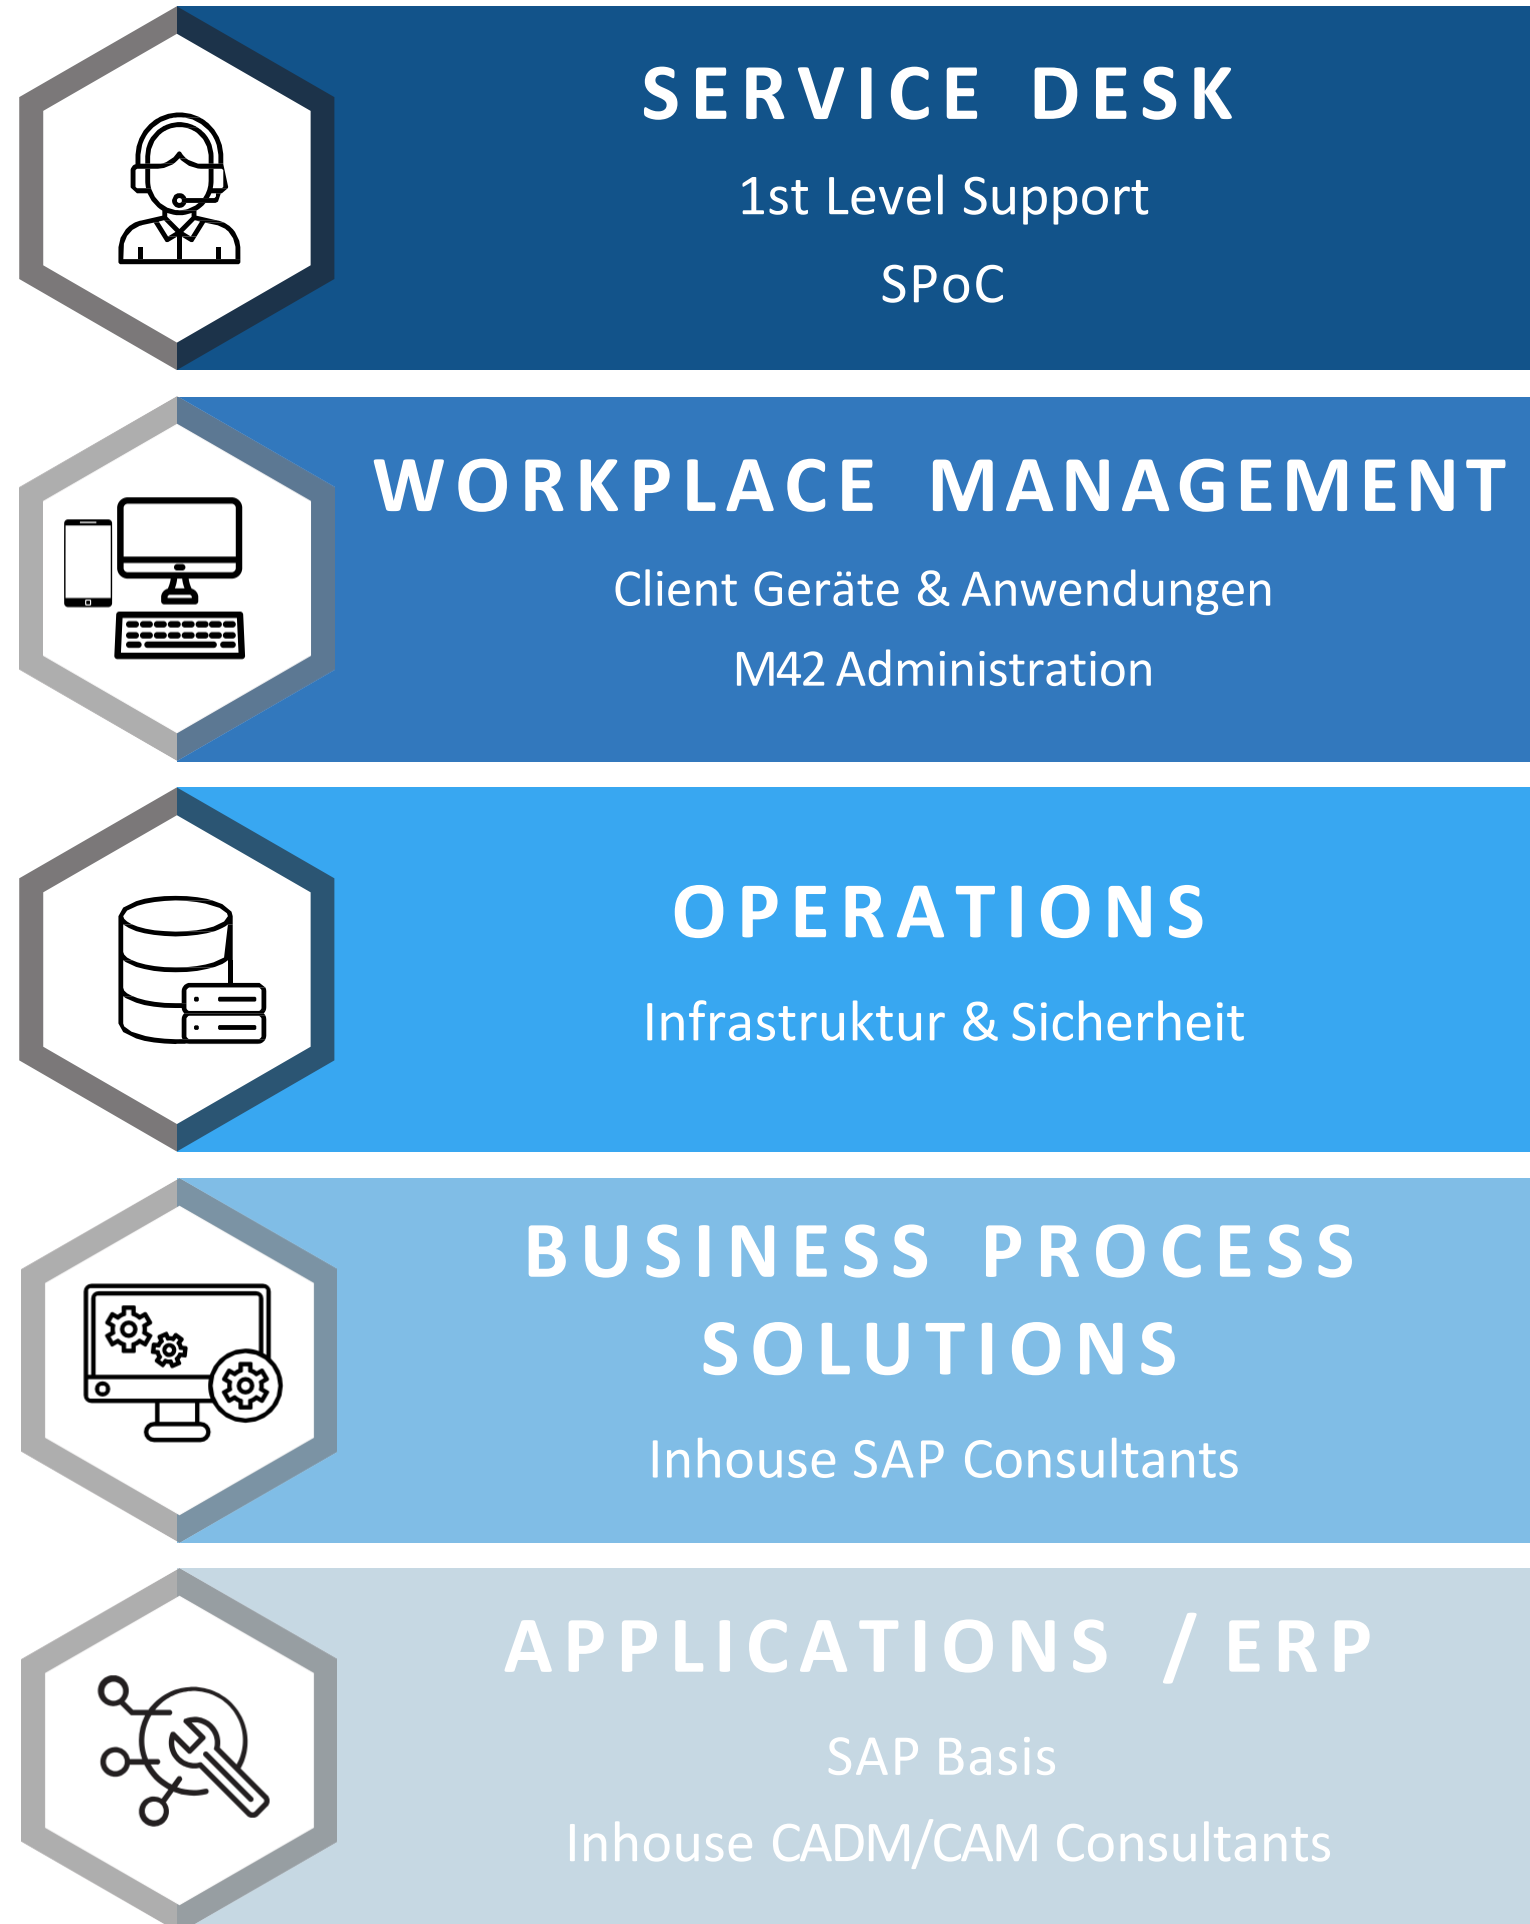 SERVICE DESK
1st Level Support
SPoC
WORKPLACE MANAGEMENT
Client Geräte & Anwendungen
M42 Administration
OPERATIONS
Infrastruktur & Sicherheit
BUSINESS PROCESS
SOLUTIONS
Inhouse SAP Consultants
APPLICATIONS / ERP
SAP Basis
Inhouse CADM/CAM Consultants